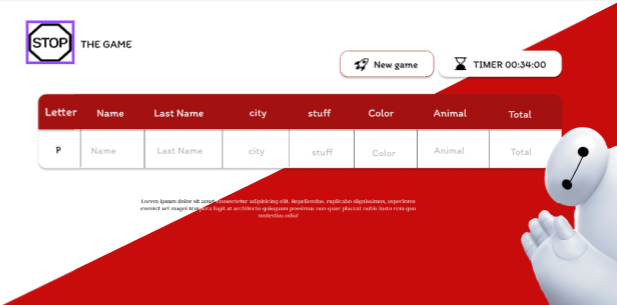 STOP THE GAME
New game TIMER 00:34:00
Letter Name Last Name city stuff Color Animal Total
P Name Last Name city stuff Color Animal Total
Lorem ipsum dolor sit amet consectetur adipisicing elit. Repellendus, explicabo dignissimos, asperiores
eveniet vel magni tempora fugit at architecto quisquam possimus non quae placeat nobis iusto rem quo
molestias odio!